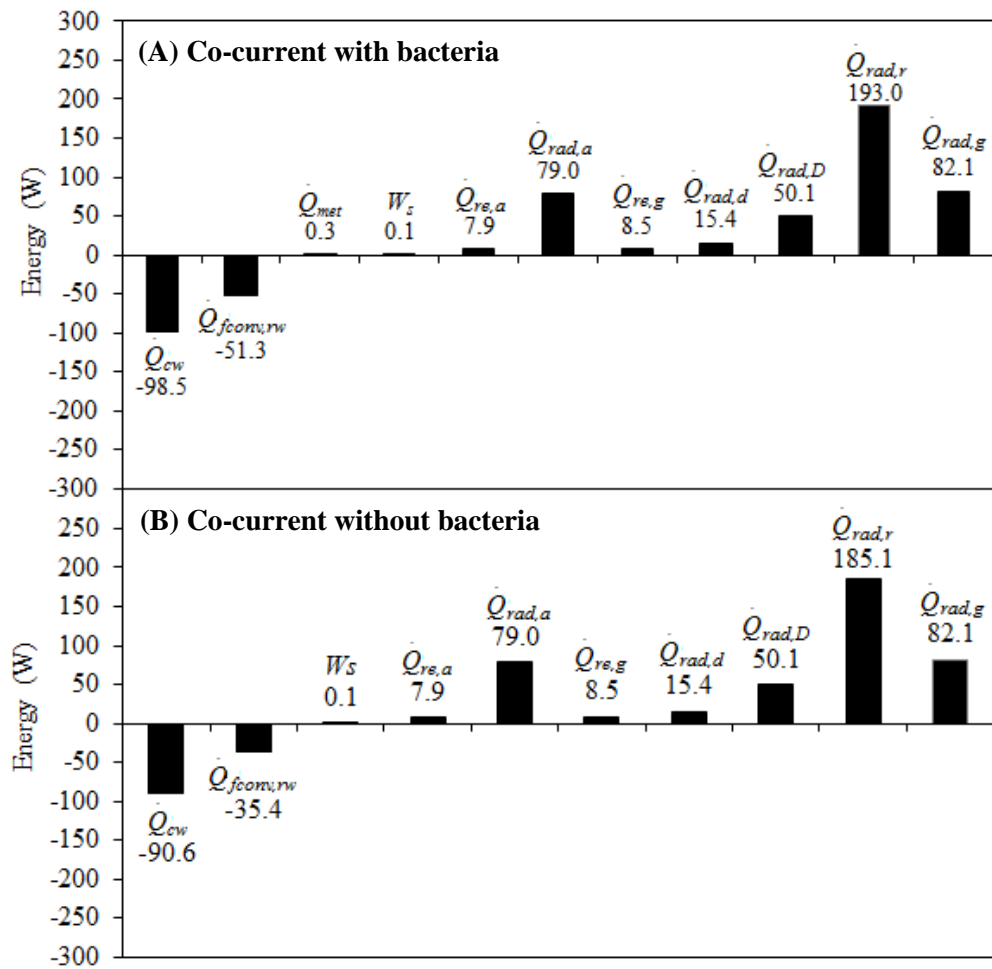 300
250
200
150
100
50
0
-50
-100
-150
-200
-250
-300
Energy (W)
(A) Co-current with bacteria
Q̇cw
-98.5
Q̇fconv,rw
-51.3
Q̇met
0.3
Ws
0.1
Q̇re,a
7.9
Q̇rad,a
79.0
Q̇re,g
8.5
Q̇rad,d
15.4
Q̇rad,D
50.1
Q̇rad,r
193.0
Q̇rad,g
82.1
250
200
150
100
50
0
-50
-100
-150
-200
-250
-300
Energy (W)
(B) Co-current without bacteria
Q̇cw
-90.6
Q̇fconv,rw
-35.4
Ws
0.1
Q̇re,a
7.9
Q̇rad,a
79.0
Q̇re,g
8.5
Q̇rad,d
15.4
Q̇rad,D
50.1
Q̇rad,r
185.1
Q̇rad,g
82.1